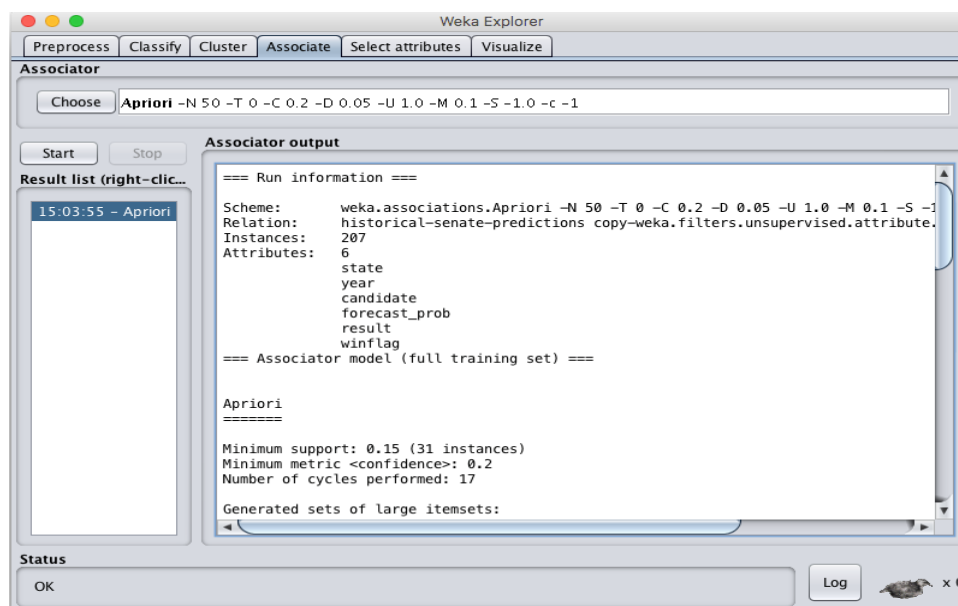 Weka Explorer
Preprocess Classify Cluster Associate Select attributes Visualize
Associator
Choose Apriori -N 50 -T 0 -C 0.2 -D 0.05 -U 1.0 -M 0.1 -S -1.0 -c -1
Start Stop
Result list (right-clic...
15:03:55 - Apriori
Associator output
=== Run information ===
Scheme: weka.associations.Apriori -N 50 -T 0 -C 0.2 -D 0.05 -U 1.0 -M 0.1 -S -1
Relation: historical-senate-predictions copy-weka.filters.unsupervised.attribute.
Instances: 207
Attributes: 6
state
year
candidate
forecast_prob
result
winflag
=== Associator model (full training set) ===
Apriori
=======
Minimum support: 0.15 (31 instances)
Minimum metric <confidence>: 0.2
Number of cycles performed: 17
Generated sets of large itemsets:
Status
OK
Log
x